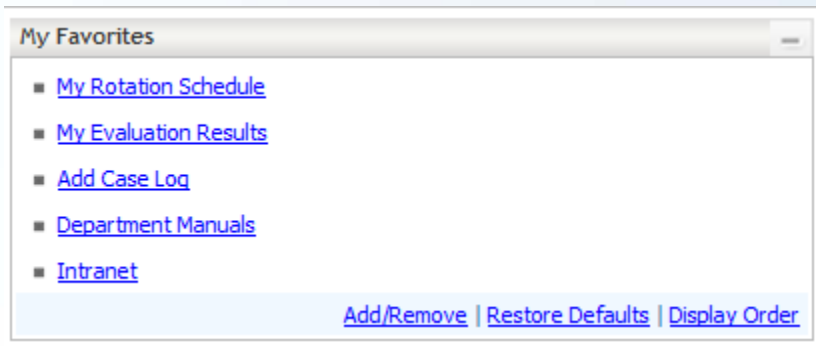 My Favorites
My Rotation Schedule
My Evaluation Results
Add Case Log
Department Manuals
Intranet
Add/Remove | Restore Defaults | Display Order